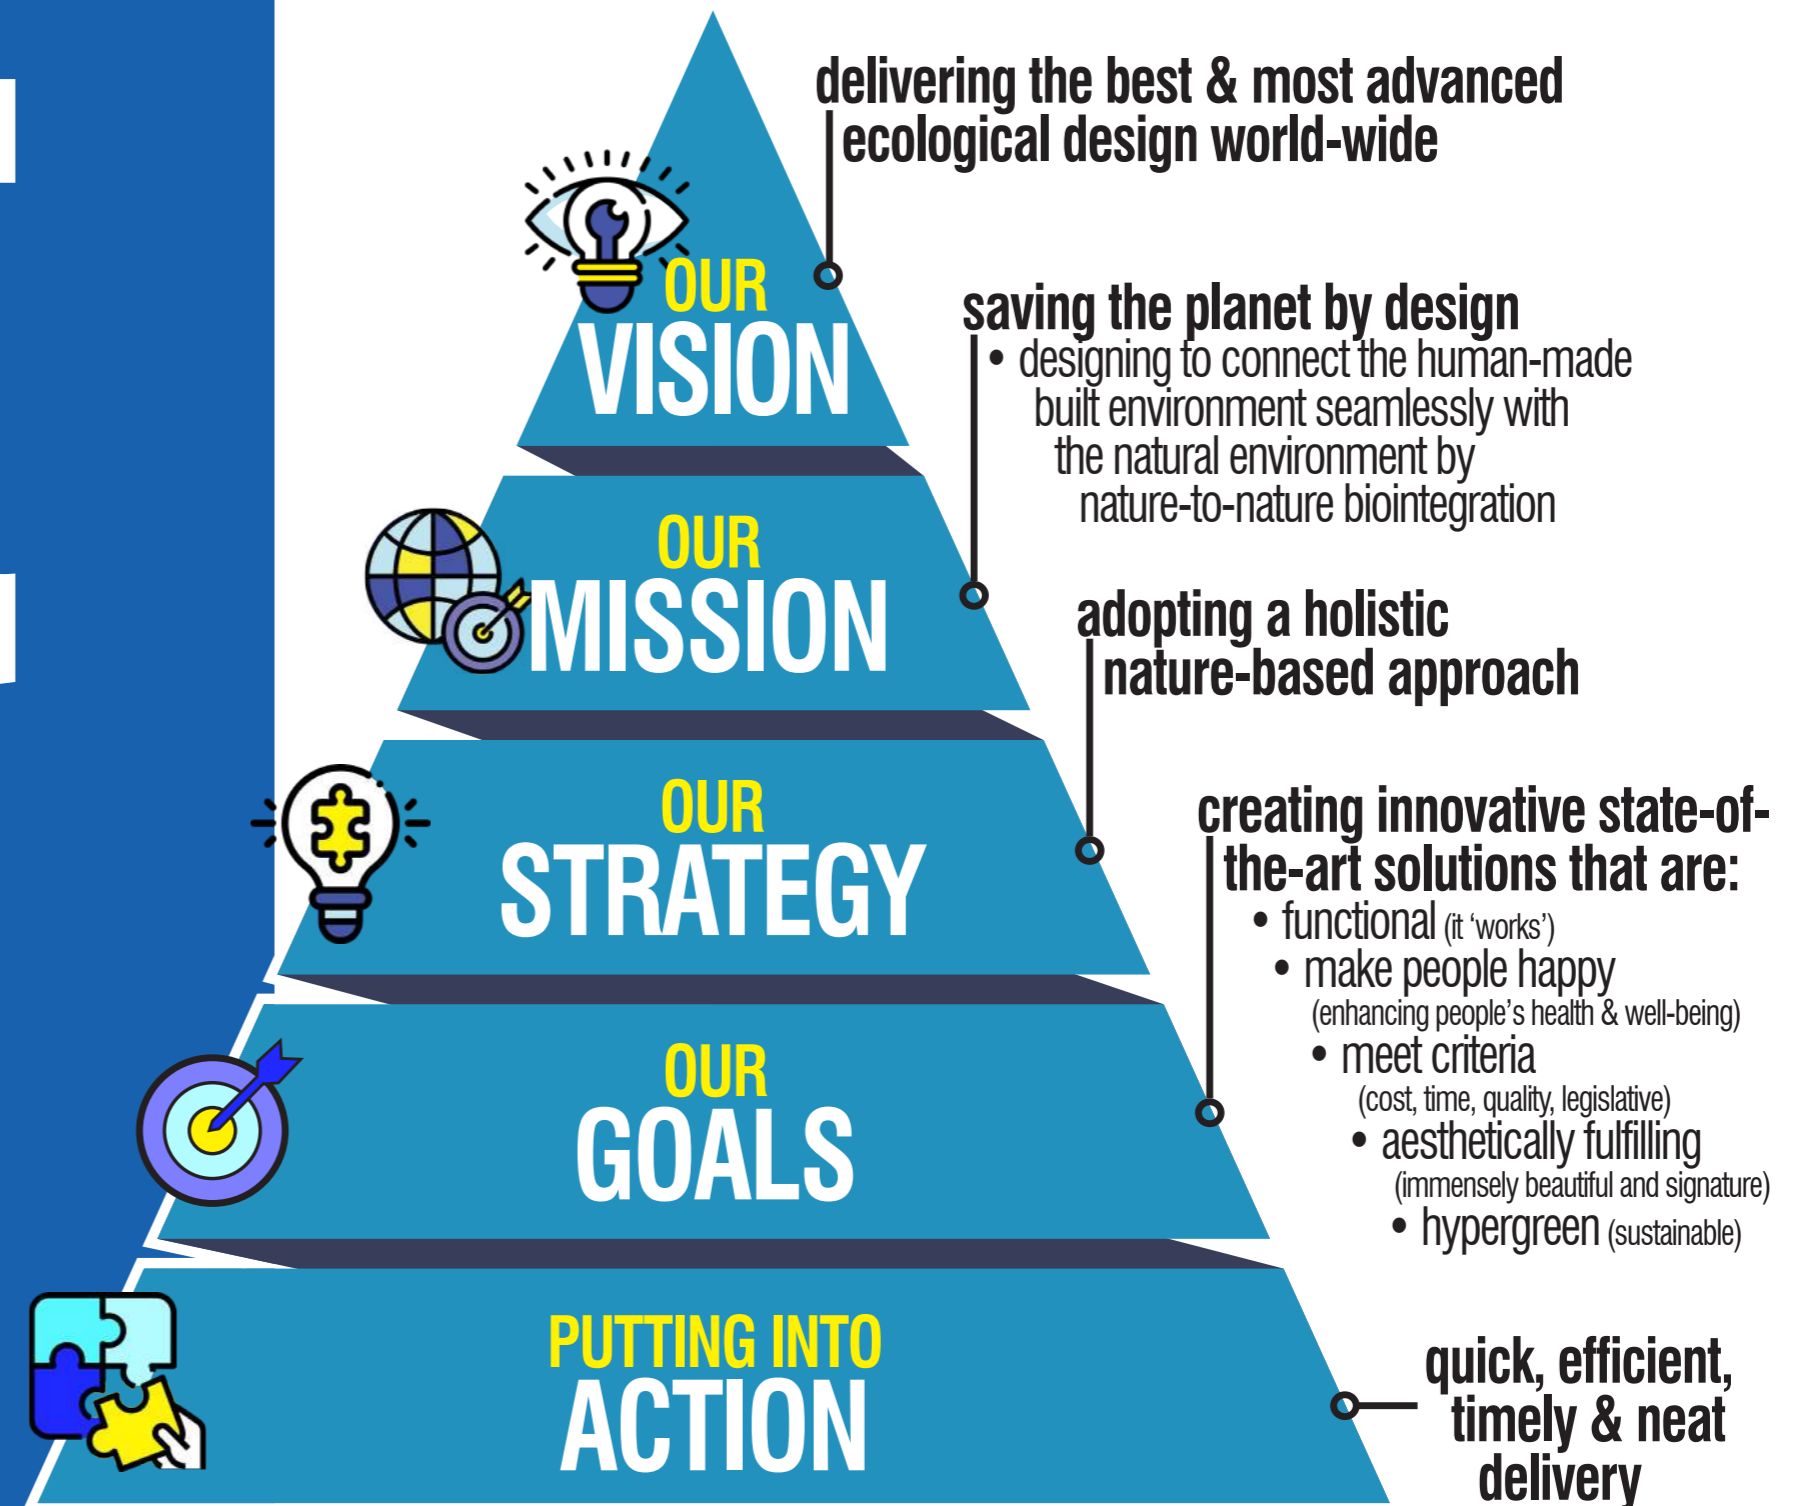 delivering the best & most advanced
ecological design world-wide
OUR
VISION
saving the planet by design
• designing to connect the human-made
built environment seamlessly with
the natural environment by
nature-to-nature biointegration
OUR
MISSION
adopting a holistic
nature-based approach
OUR
STRATEGY
creating innovative state-of-
the-art solutions that are:
• functional (it ‘works’)
• make people happy
(enhancing people’s health & well-being)
• meet criteria
(cost, time, quality, legislative)
• aesthetically fulfilling
(immensely beautiful and signature)
• hypergreen (sustainable)
OUR
GOALS
PUTTING INTO
ACTION
quick, efficient,
timely & neat
delivery